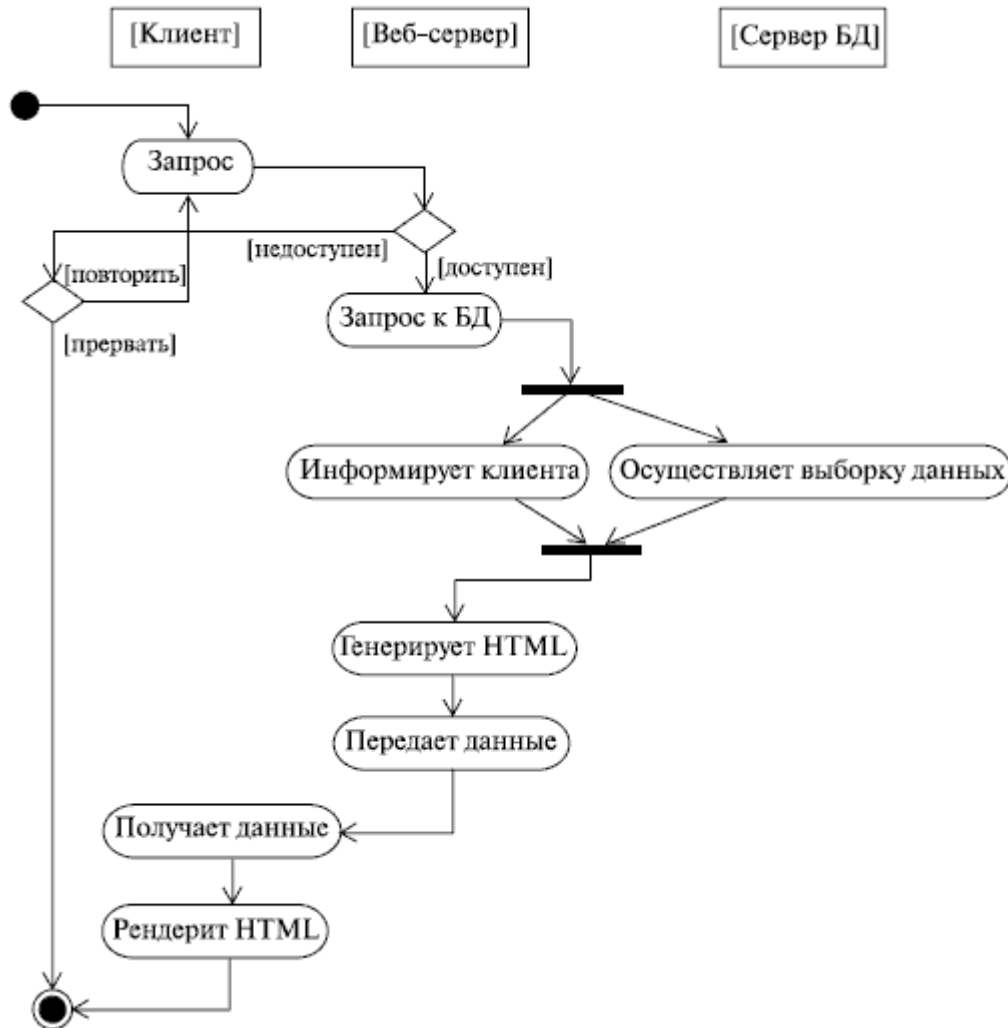 [Клиент]
[Веб-сервер]
[Сервер БД]
Запрос
[недоступен]
[доступен]
[повторить]
Запрос к БД
[прервать]
Информирует клиента
Осуществляет выборку данных
Генерирует HTML
Передает данные
Получает данные
Рендерит HTML